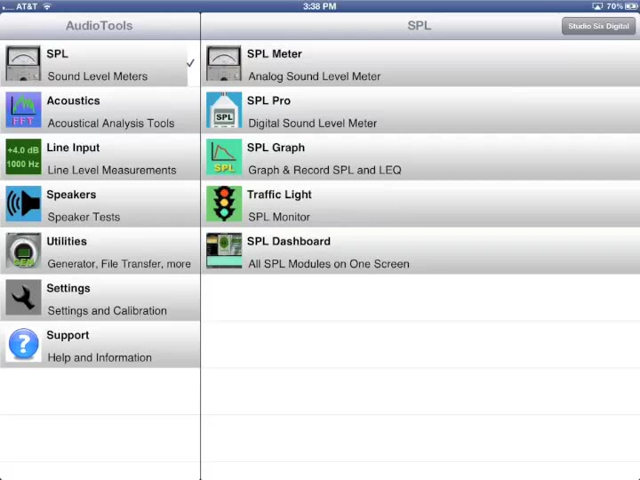 AT&T
3:38 PM
70%
AudioTools
SPL
Studio Six Digital
SPL
Sound Level Meters
Acoustics
Acoustical Analysis Tools
FFT
Line Input
Line Level Measurements
+4.0 dB
1000 Hz
Speakers
Speaker Tests
Utilities
Generator, File Transfer, more
Settings
Settings and Calibration
Support
Help and Information
?
SPL Meter
Analog Sound Level Meter
SPL Pro
Digital Sound Level Meter
SPL
SPL Graph
Graph & Record SPL and LEQ
SPL
Traffic Light
SPL Monitor
SPL Dashboard
All SPL Modules on One Screen